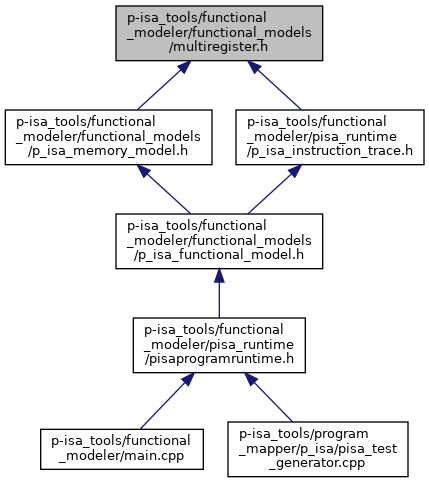 p-isa_tools/functional
_modeler/functional_models
/multiregister.h
p-isa_tools/functional
_modeler/functional_models
/p_isa_memory_model.h
p-isa_tools/functional
_modeler/pisa_runtime
/p_isa_instruction_trace.h
p-isa_tools/functional
_modeler/functional_models
/p_isa_functional_model.h
p-isa_tools/functional
_modeler/pisa_runtime
/pisaprogramruntime.h
p-isa_tools/functional
_modeler/main.cpp
p-isa_tools/program
_mapper/p_isa/pisa_test
_generator.cpp